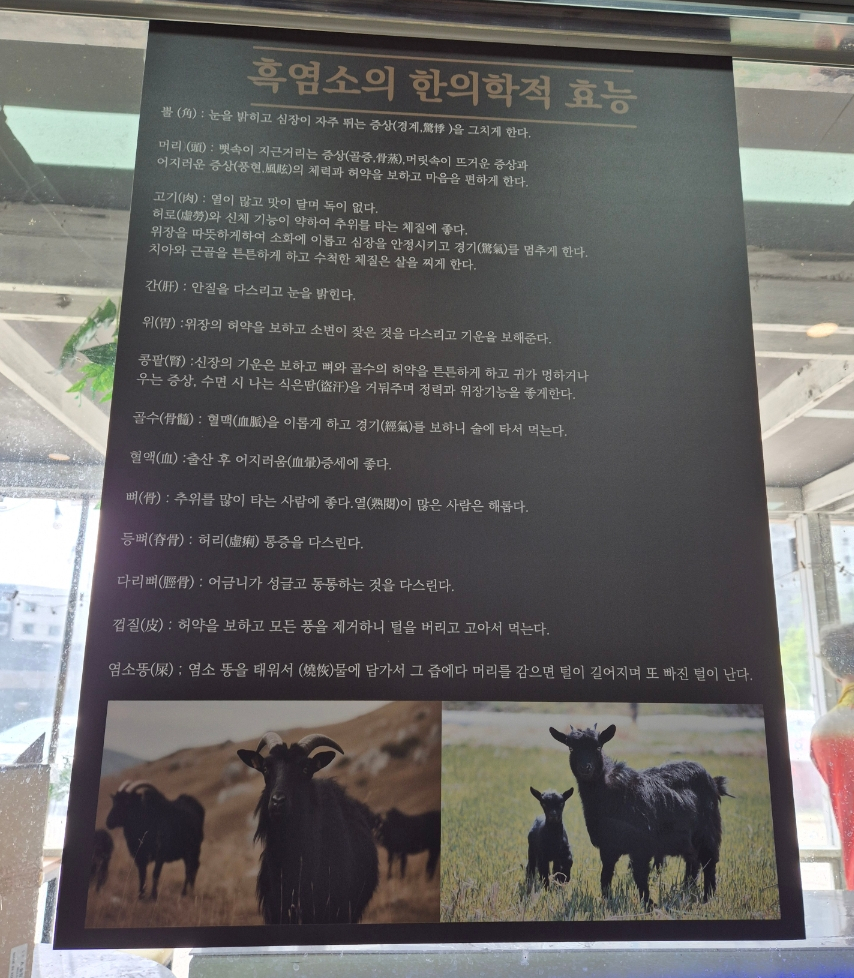 흑염소의 한의학적 효능
뿔 (角) : 눈을 밝히고 심장이 자주 뛰는 증상(경계,驚悸 )을 그치게 한다.
머리 (頭) : 뼛속이 지근거리는 증상(골증,骨蒸),머릿속이 뜨거운 증상과
어지러운 증상(풍현,風眩)의 체력과 허약을 보하고 마음을 편하게 한다.
고기(肉) : 열이 많고 맛이 달며 독이 없다.
허로(虛勞)와 신체 기능이 약하여 추위를 타는 체질에 좋다.
위장을 따뜻하게하여 소화에 이롭고 심장을 안정시키고 경기(驚氣)를 멈추게 한다.
치아와 근골을 튼튼하게 하고 수척한 체질은 살을 찌게 한다.
간(肝) : 안질을 다스리고 눈을 밝힌다.
위(胃) :위장의 허약을 보하고 소변이 잦은 것을 다스리고 기운을 보해준다.
콩팥(腎) :신장의 기운은 보하고 뼈와 골수의 허약을 튼튼하게 하고 귀가 멍하거나
우는 증상, 수면 시 나는 식은땀(盜汗)을 거둬주며 정력과 위장기능을 좋게한다.
골수(骨髓) : 혈맥(血脈)을 이롭게 하고 경기(經氣)를 보하니 술에 타서 먹는다.
혈액(血) :출산 후 어지러움(血暈)증세에 좋다.
뼈(骨) : 추위를 많이 타는 사람에 좋다.열(熱閱)이 많은 사람은 해롭다.
등뼈(脊骨) : 허리(虛痢) 통증을 다스린다.
다리뼈(脛骨) : 어금니가 성글고 동통하는 것을 다스린다.
껍질(皮) : 허약을 보하고 모든 풍을 제거하니 털을 버리고 고아서 먹는다.
염소똥(屎) ; 염소 똥을 태워서 (燒恢)물에 담가서 그 즙에다 머리를 감으면 털이 길어지며 또 빠진 털이 난다.